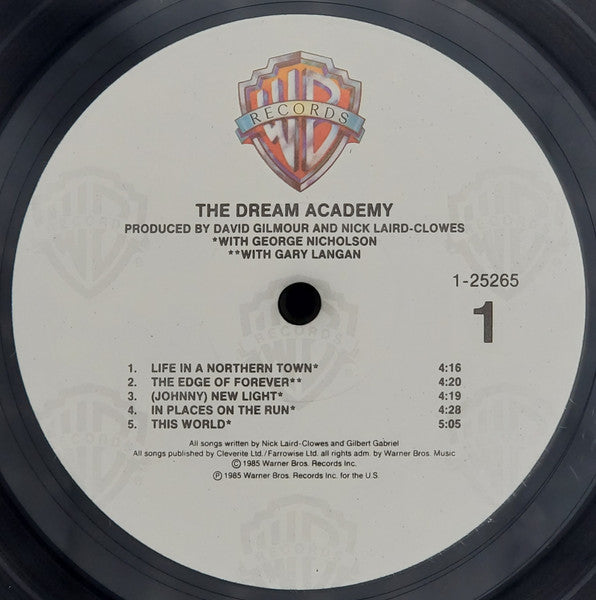 WB
RECORDS
THE DREAM ACADEMY
PRODUCED BY DAVID GILMOUR AND NICK LAIRD-CLOWES
*WITH GEORGE NICHOLSON
**WITH GARY LANGAN
1-25265
1
1. LIFE IN A NORTHERN TOWN* 4:16
2. THE EDGE OF FOREVER** 4:20
3. (JOHNNY) NEW LIGHT* 4:19
4. IN PLACES ON THE RUN* 4:28
5. THIS WORLD* 5:05
All songs written by Nick Laird-Clowes and Gilbert Gabriel
All songs published by Cleverite Ltd./Farrowise Ltd. all rights adm. by Warner Bros. Music
©1985 Warner Bros. Records Inc.
℗1985 Warner Bros. Records Inc. for the U.S.